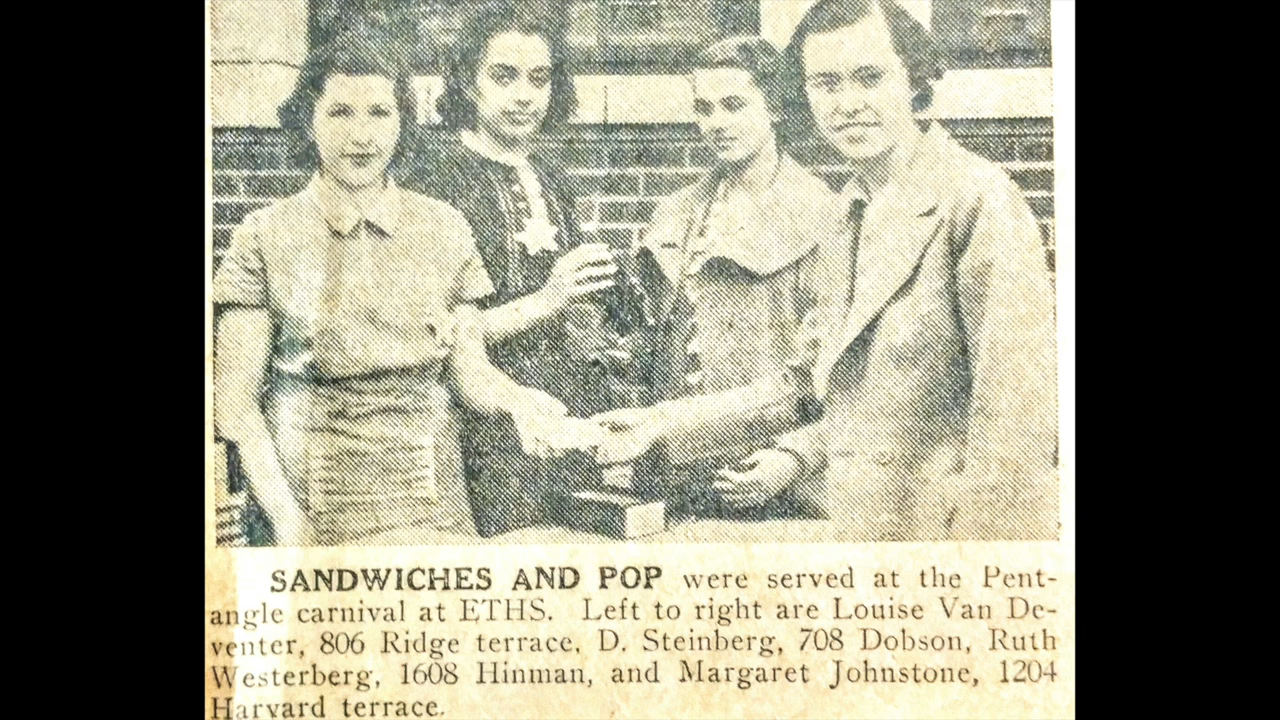 SANDWICHES AND POP were served at the Pent-
angle carnival at ETHS. Left to right are Louise Van De-
venter, 806 Ridge terrace, D. Steinberg, 708 Dobson, Ruth
Westerberg, 1608 Hinman, and Margaret Johnstone, 1204
Harvard terrace.